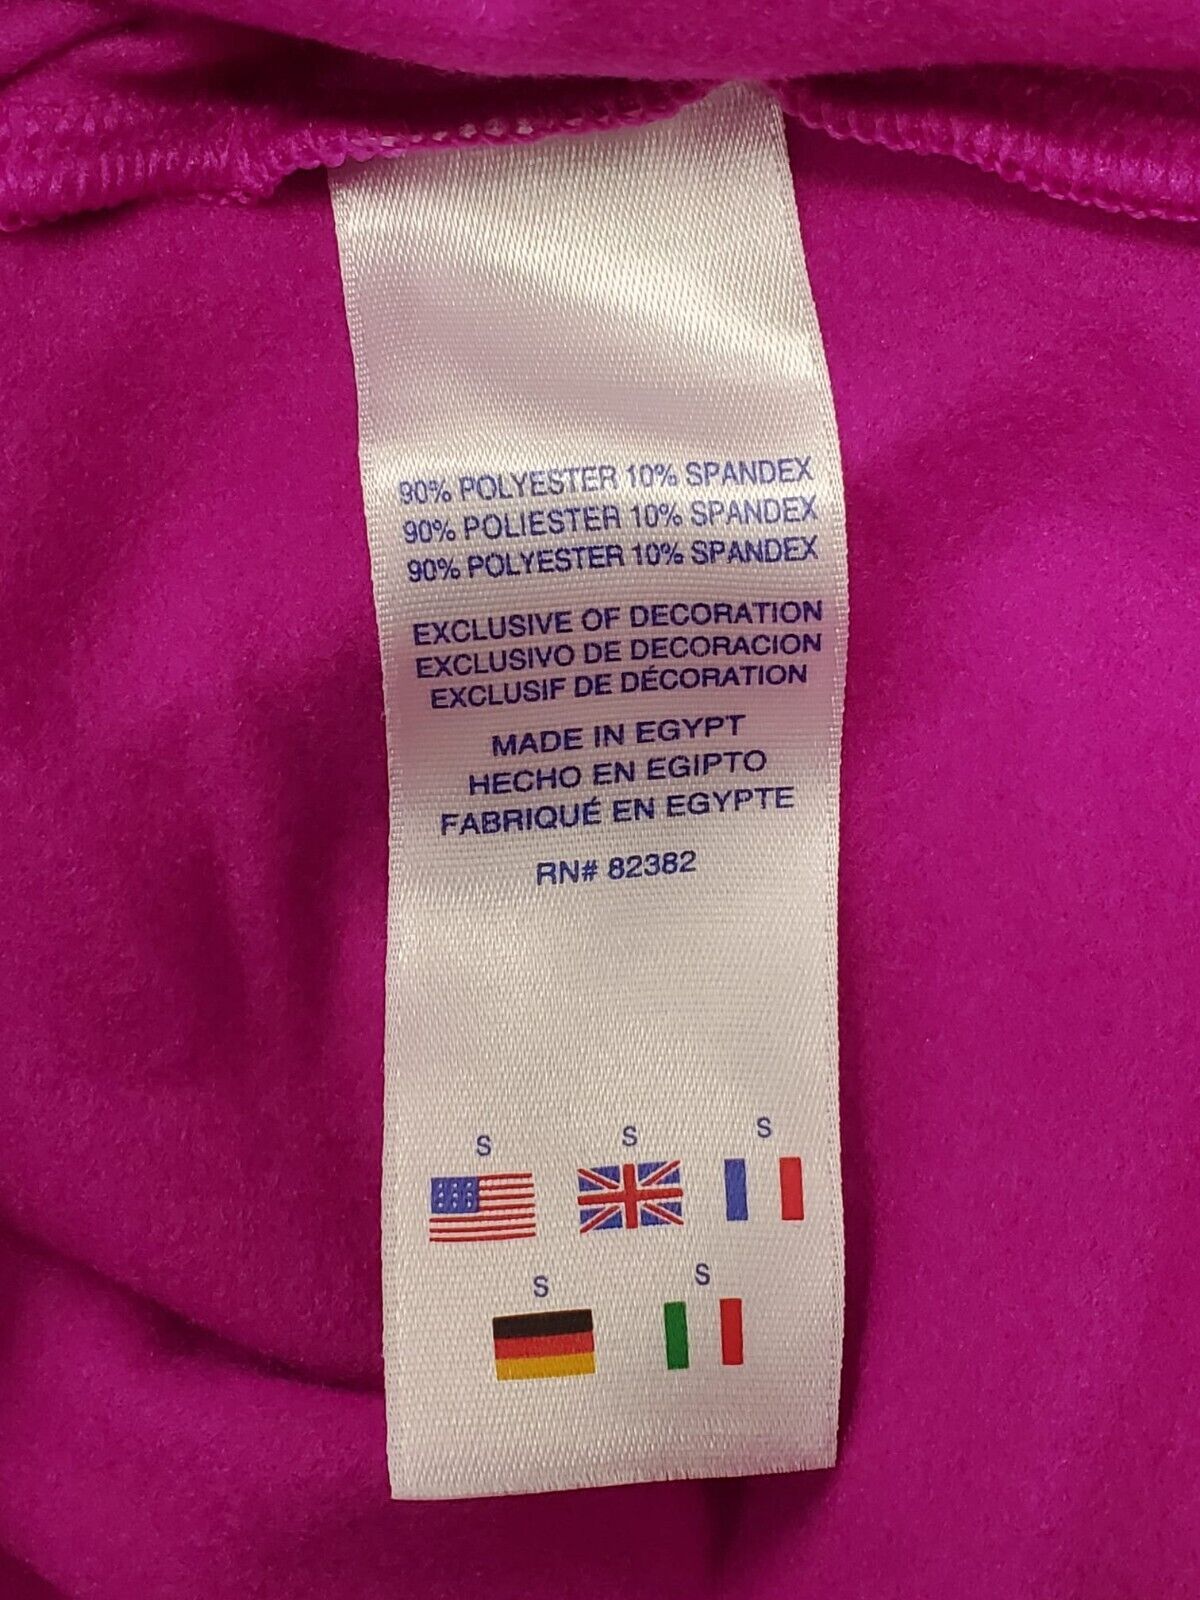 90% POLYESTER 10% SPANDEX
90% POLIESTER 10% SPANDEX
90% POLYESTER 10% SPANDEX
EXCLUSIVE OF DECORATION
EXCLUSIVO DE DECORACION
EXCLUSIF DE DÉCORATION
MADE IN EGYPT
HECHO EN EGIPTO
FABRIQUÉ EN EGYPTE
RN# 82382
S S S
S S